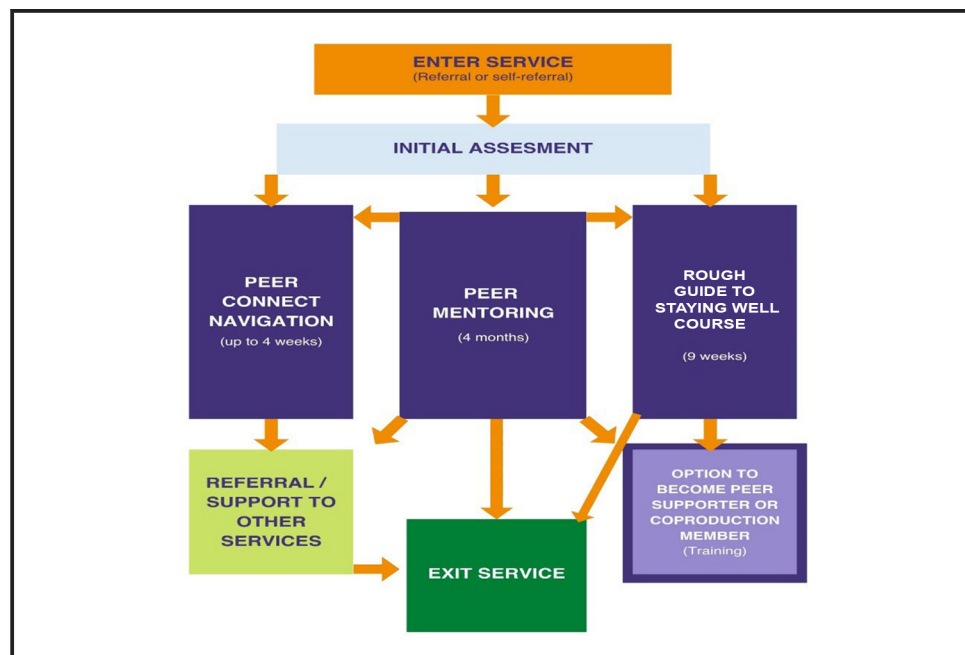 ENTER SERVICE
(Referral or self-referral)
INITIAL ASSESMENT
PEER
CONNECT
NAVIGATION
(up to 4 weeks)
PEER
MENTORING
(4 months)
ROUGH
GUIDE TO
STAYING WELL
COURSE
(9 weeks)
REFERRAL /
SUPPORT TO
OTHER
SERVICES
EXIT SERVICE
OPTION TO
BECOME PEER
SUPPORTER OR
COPRODUCTION
MEMBER
(Training)